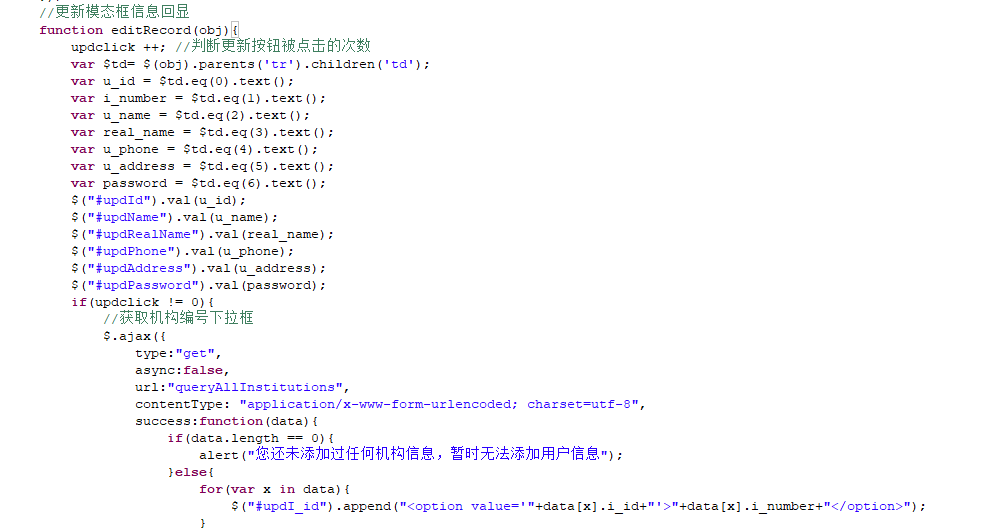 //更新模态框信息回显
function editRecord(obj){
updclick ++; //判断更新按钮被点击的次数
var $td= $(obj).parents('tr').children('td');
var u_id = $td.eq(0).text();
var i_number = $td.eq(1).text();
var u_name = $td.eq(2).text();
var real_name = $td.eq(3).text();
var u_phone = $td.eq(4).text();
var u_address = $td.eq(5).text();
var password = $td.eq(6).text();
$("#updId").val(u_id);
$("#updName").val(u_name);
$("#updRealName").val(real_name);
$("#updPhone").val(u_phone);
$("#updAddress").val(u_address);
$("#updPassword").val(password);
if(updclick != 0){
//获取机构编号下拉框
$.ajax({
type:"get",
async:false,
url:"queryAllInstitutions",
contentType: "application/x-www-form-urlencoded; charset=utf-8",
success:function(data){
if(data.length == 0){
alert("您还未添加过任何机构信息，暂时无法添加用户信息");
}else{
for(var x in data){
$("#updI_id").append("<option value='"+data[x].i_id+"'>"+data[x].i_number+"</option>");
}